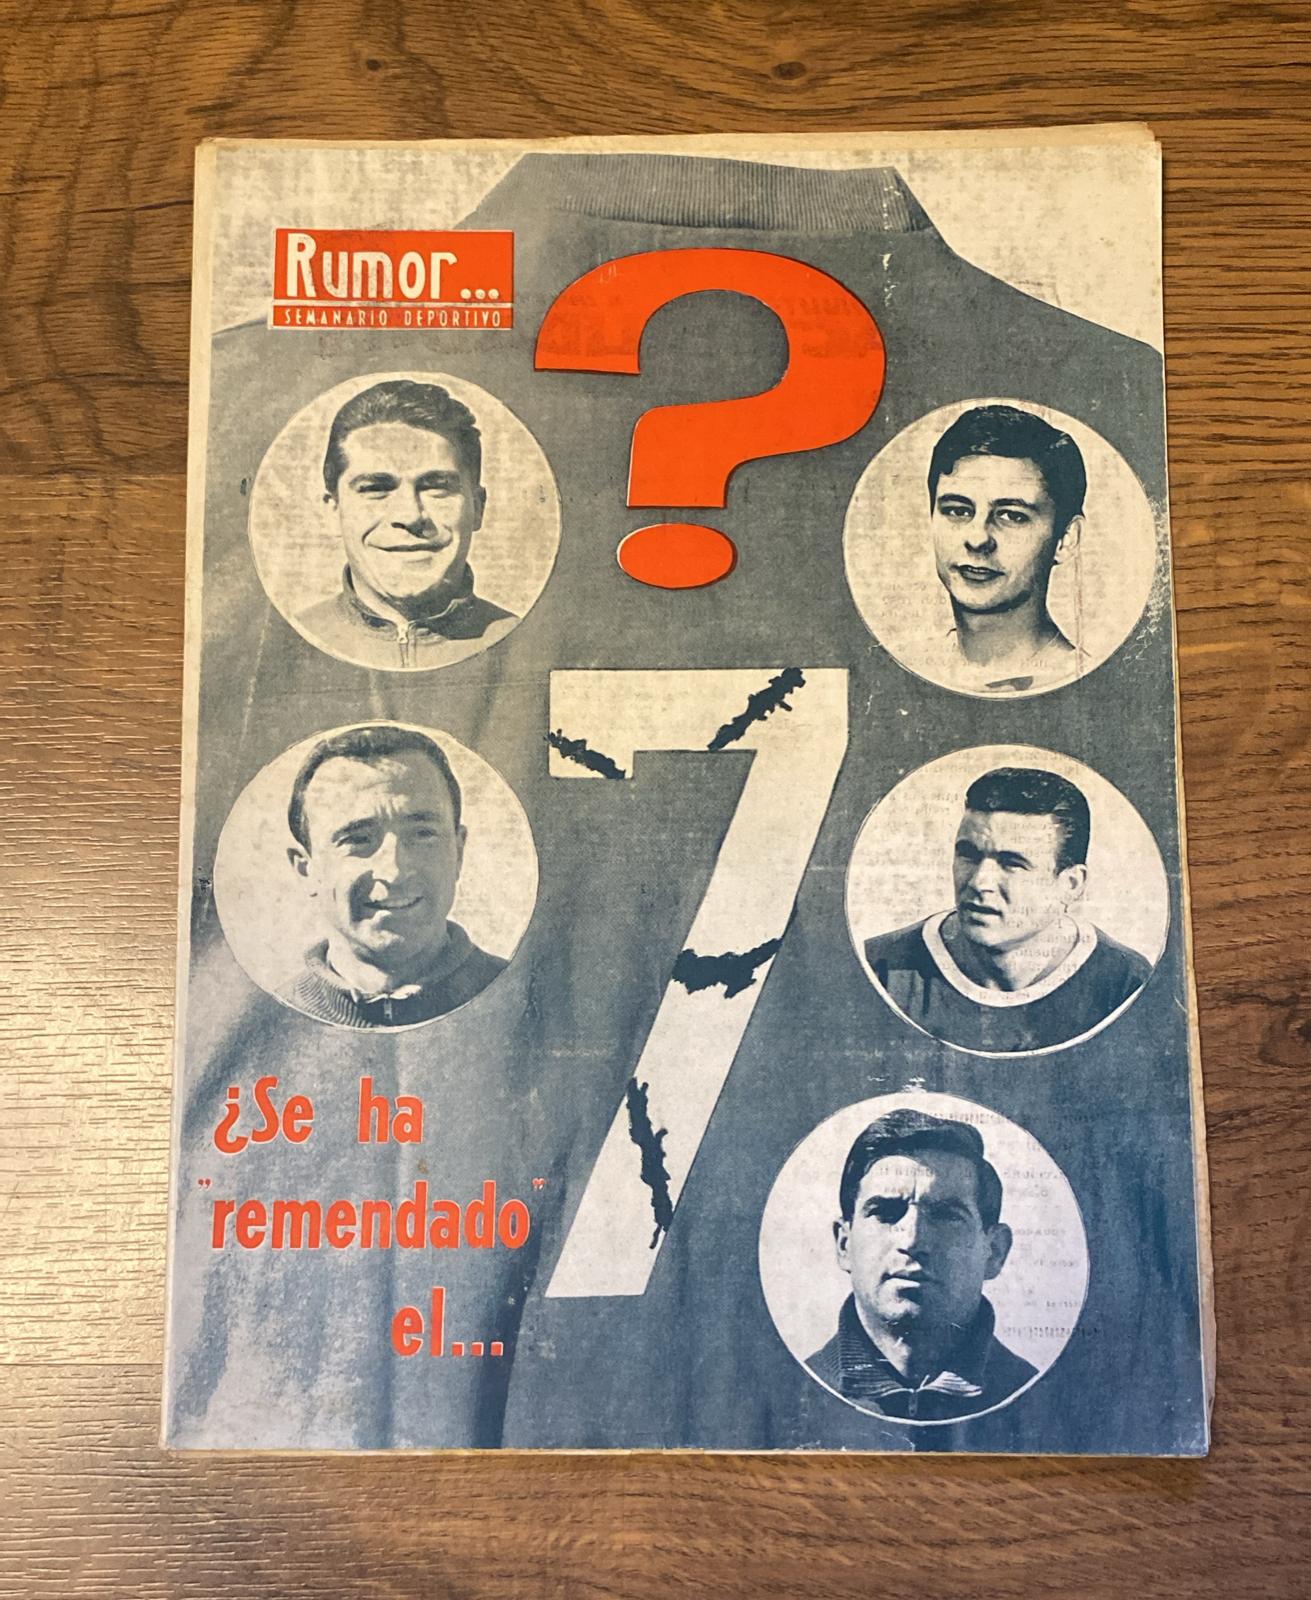 Rumor...
SEMANARIO DEPORTIVO
?
7
¿Se ha
"remendado"
el...